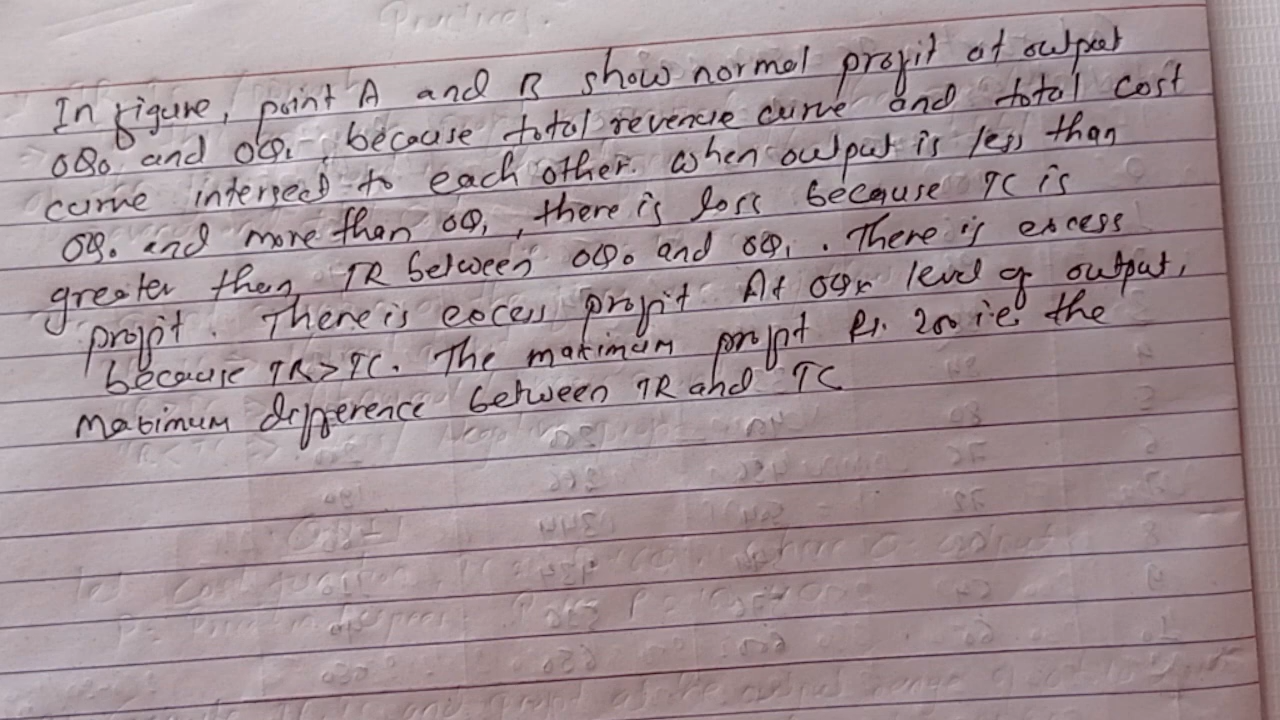 In figure, point A and B show normal profit at output
OQ₀ and OQ₁, because total revenue curve and total cost
curve intersect to each other. When output is less than
OQ₀ and more than OQ₁, there is loss because TC is
greater than TR between OQ₀ and OQ₁. There is excess
profit. There is excess profit At OQₓ level of output,
because TR>TC. The maximum profit Rs. 200 i.e. the
Maximum difference between TR and TC